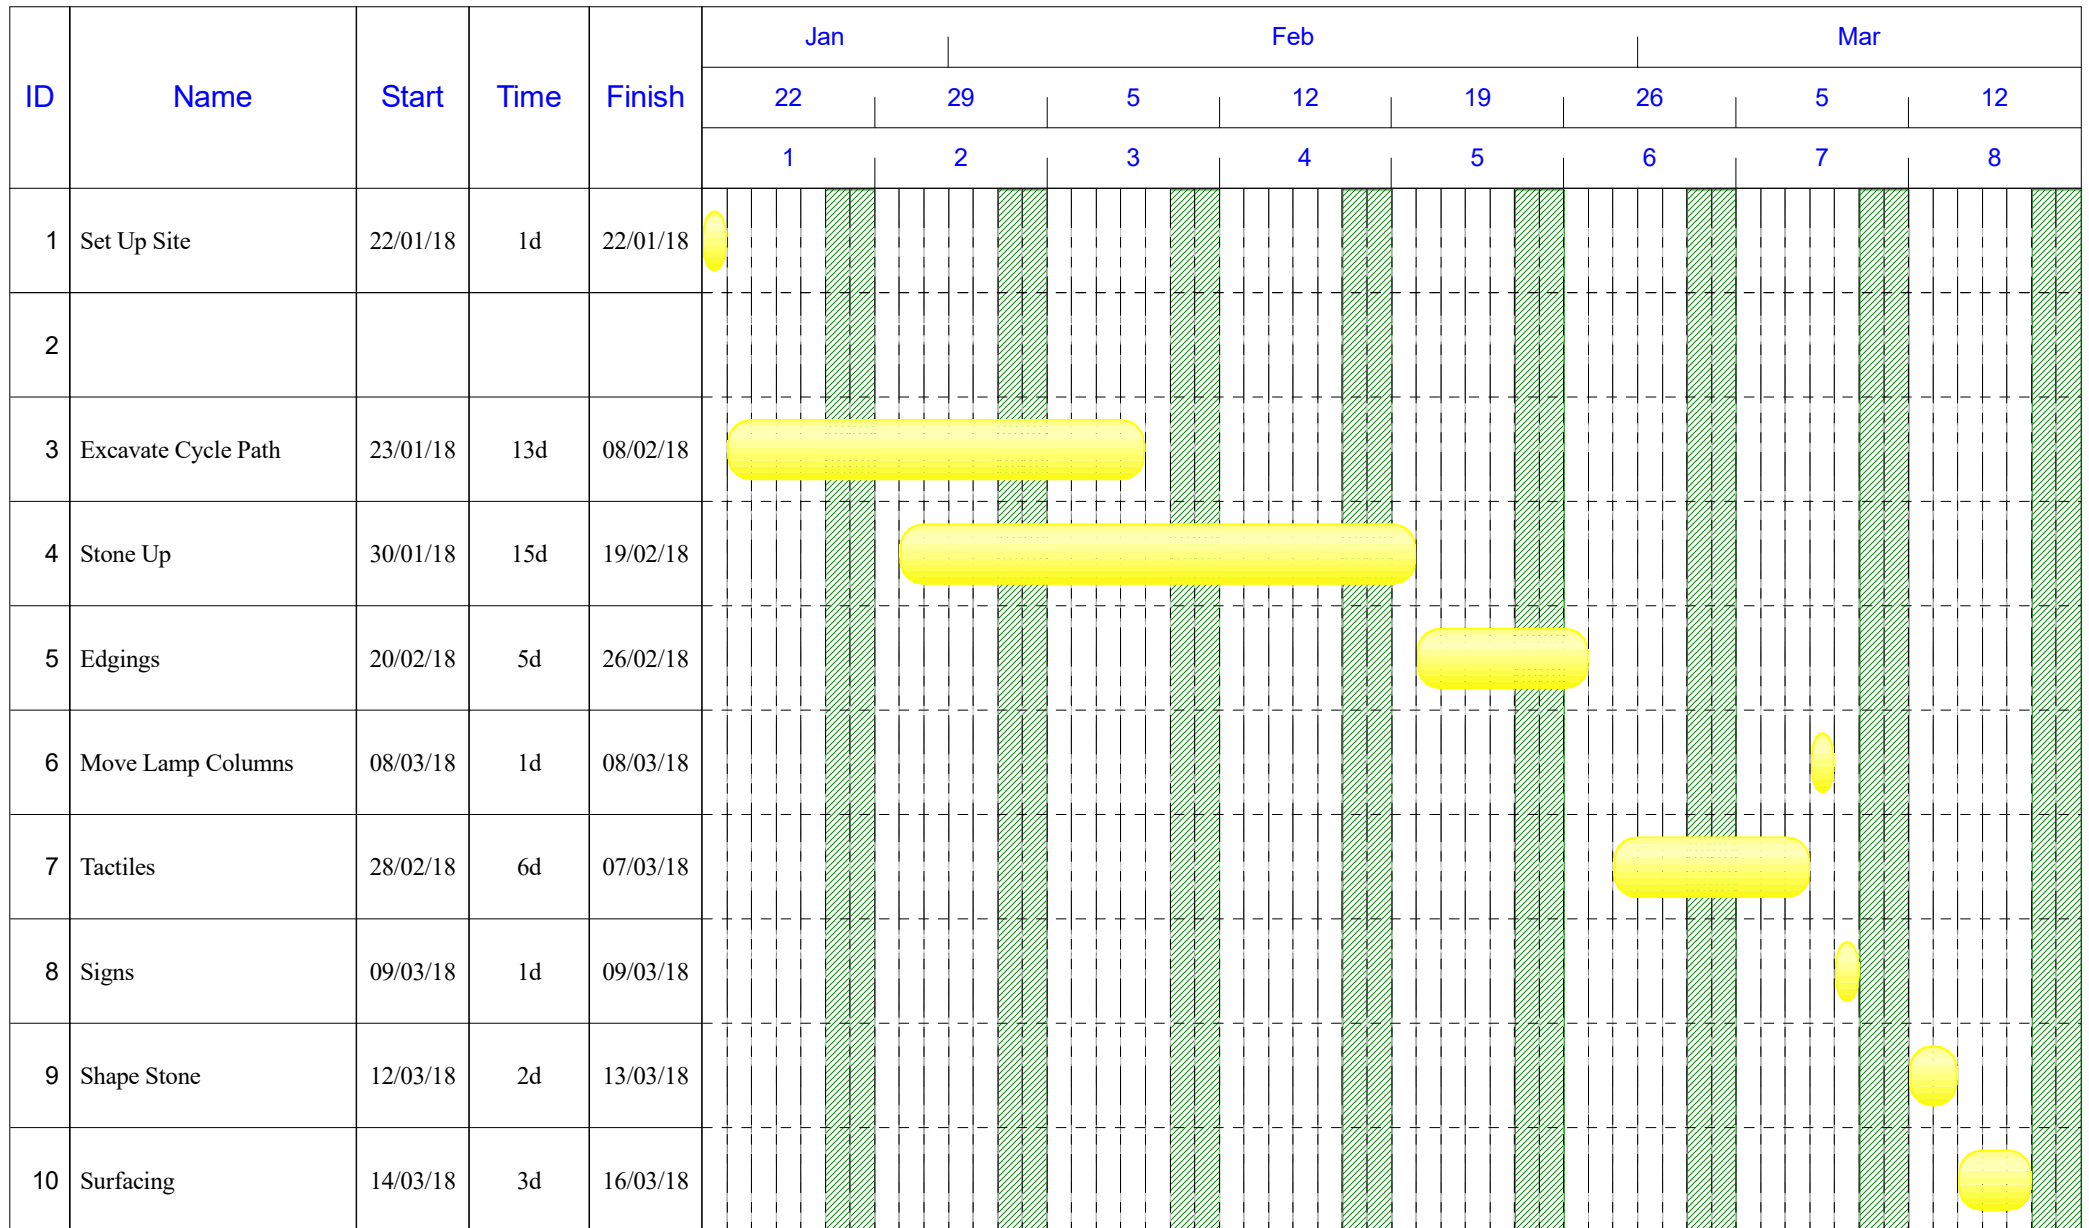 Jan Feb Mar
ID Name Start Time Finish 22 29 5 12 19 26 5 12
1 2 3 4 5 6 7 8
1 Set Up Site 22/01/18 1d 22/01/18
2
3 Excavate Cycle Path 23/01/18 13d 08/02/18
4 Stone Up 30/01/18 15d 19/02/18
5 Edgings 20/02/18 5d 26/02/18
6 Move Lamp Columns 08/03/18 1d 08/03/18
7 Tactiles 28/02/18 6d 07/03/18
8 Signs 09/03/18 1d 09/03/18
9 Shape Stone 12/03/18 2d 13/03/18
10 Surfacing 14/03/18 3d 16/03/18